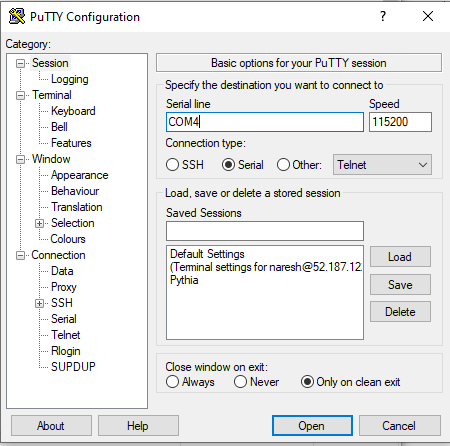 PuTTY Configuration
?
Category:
Session
Logging
Terminal
Keyboard
Bell
Features
Window
Appearance
Behaviour
Translation
Selection
Colours
Connection
Data
Proxy
SSH
Serial
Telnet
Rlogin
SUPDUP
Basic options for your PuTTY session
Specify the destination you want to connect to
Serial line Speed
COM4 115200
Connection type:
SSH Serial Other: Telnet
Load, save or delete a stored session
Saved Sessions
Default Settings
(Terminal settings for naresh@52.187.12
Pythia
Load
Save
Delete
Close window on exit:
Always Never Only on clean exit
About Help Open Cancel